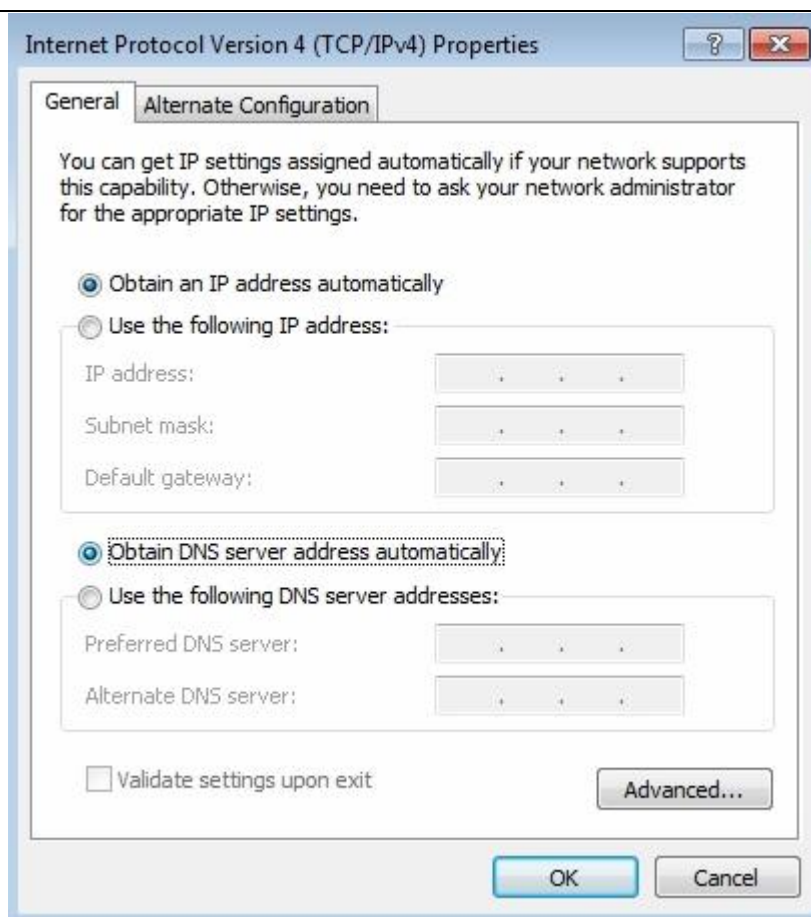 Internet Protocol Version 4 (TCP/IPv4) Properties
General
Alternate Configuration
You can get IP settings assigned automatically if your network supports
this capability. Otherwise, you need to ask your network administrator
for the appropriate IP settings.
Obtain an IP address automatically
Use the following IP address:
IP address:
Subnet mask:
Default gateway:
Obtain DNS server address automatically
Use the following DNS server addresses:
Preferred DNS server:
Alternate DNS server:
Validate settings upon exit
Advanced...
OK
Cancel